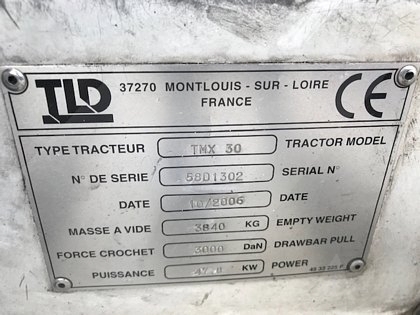 TLD
37270 MONTLOUIS - SUR - LOIRE
FRANCE
CE
TYPE TRACTEUR TMX 30 TRACTOR MODEL
N° DE SERIE 58D1302 SERIAL N°
DATE 10/2006 DATE
MASSE A VIDE 3840 KG EMPTY WEIGHT
FORCE CROCHET 3000 DaN DRAWBAR PULL
PUISSANCE KW POWER